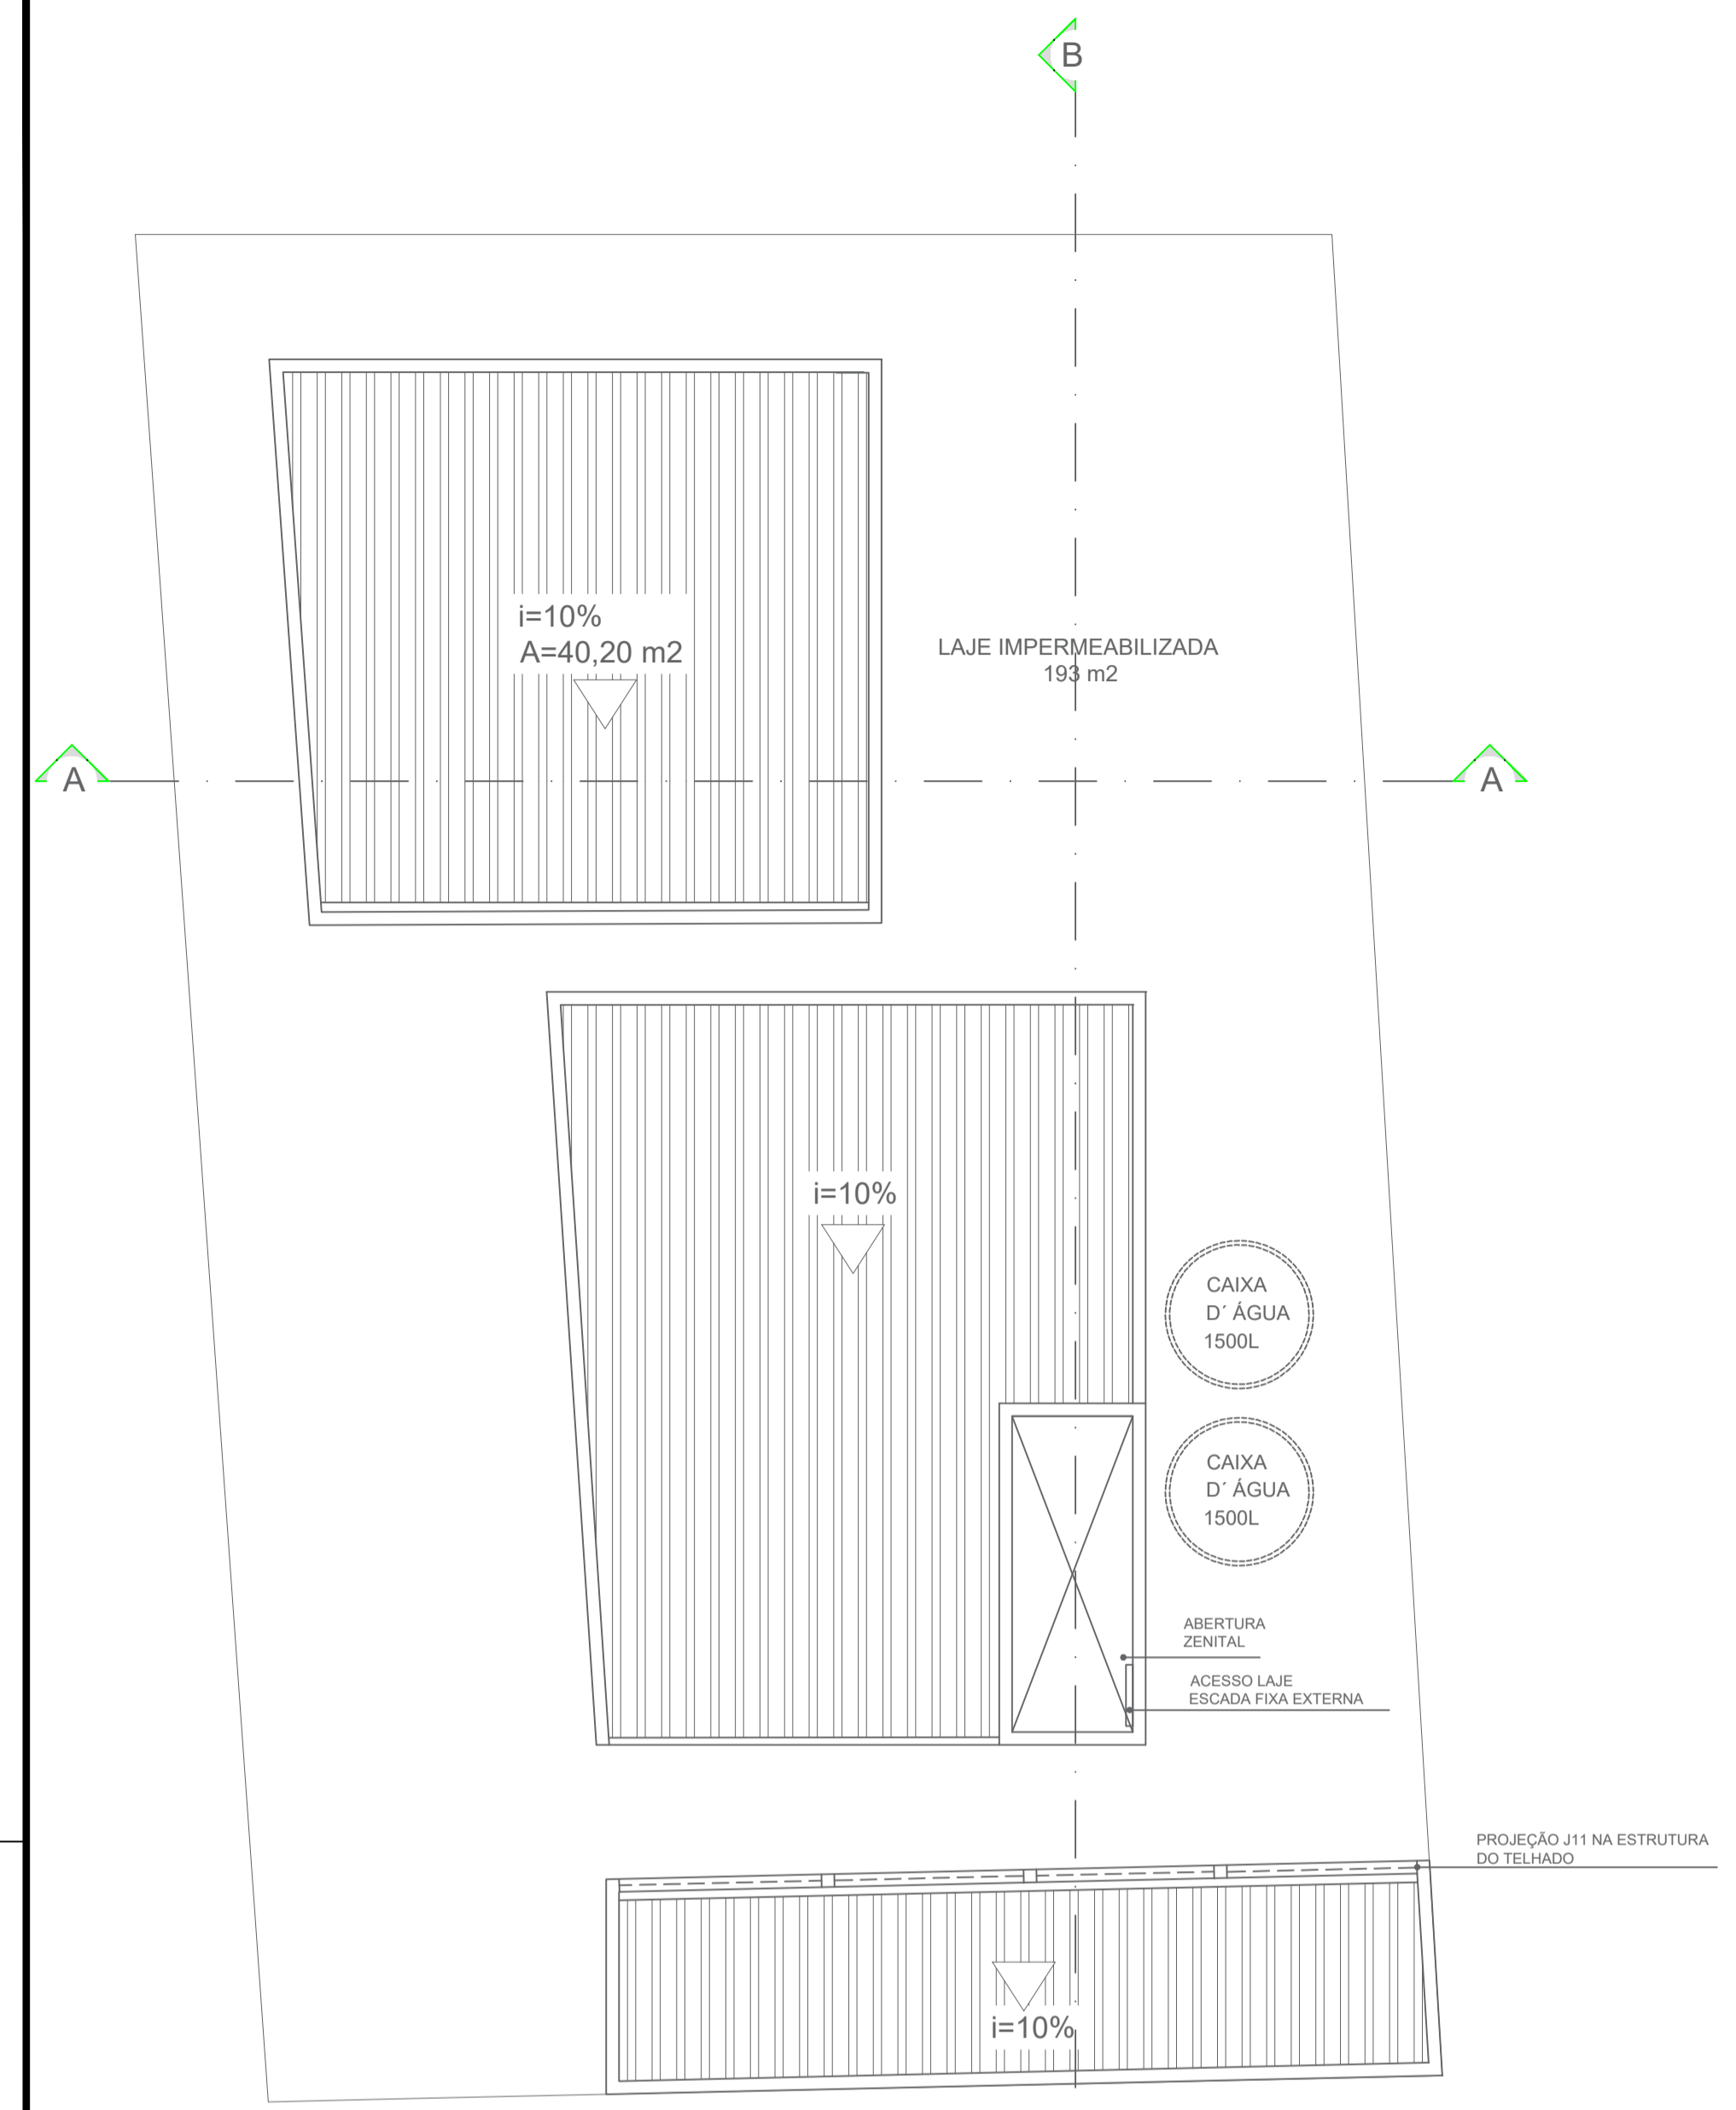 B
i=10%
A=40,20 m2
LAJE IMPERMEABILIZADA
193 m2
A
A
i=10%
CAIXA
D´ ÁGUA
1500L
CAIXA
D´ ÁGUA
1500L
ABERTURA
ZENITAL
ACESSO LAJE
ESCADA FIXA EXTERNA
PROJEÇÃO J11 NA ESTRUTURA
DO TELHADO
i=10%